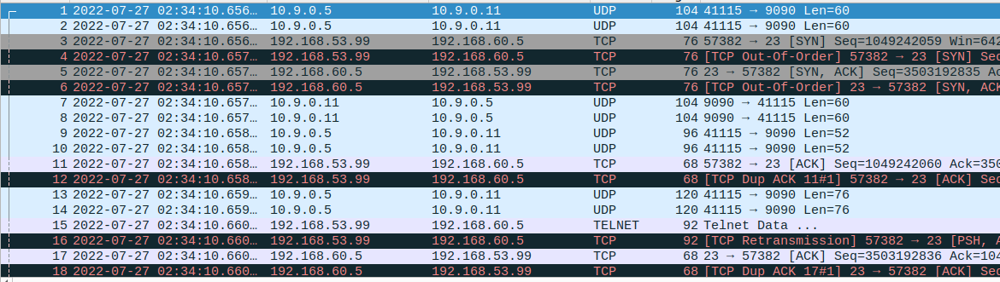 1 2022-07-27 02:34:10.656… 10.9.0.5 10.9.0.11 UDP 104 41115 → 9090 Len=60
2 2022-07-27 02:34:10.656… 10.9.0.5 10.9.0.11 UDP 104 41115 → 9090 Len=60
3 2022-07-27 02:34:10.656… 192.168.53.99 192.168.60.5 TCP 76 57382 → 23 [SYN] Seq=1049242059 Win=642
4 2022-07-27 02:34:10.657… 192.168.53.99 192.168.60.5 TCP 76 [TCP Out-Of-Order] 57382 → 23 [SYN] Seq
5 2022-07-27 02:34:10.657… 192.168.60.5 192.168.53.99 TCP 76 23 → 57382 [SYN, ACK] Seq=3503192835 Ac
6 2022-07-27 02:34:10.657… 192.168.60.5 192.168.53.99 TCP 76 [TCP Out-Of-Order] 23 → 57382 [SYN, ACK
7 2022-07-27 02:34:10.657… 10.9.0.11 10.9.0.5 UDP 104 9090 → 41115 Len=60
8 2022-07-27 02:34:10.657… 10.9.0.11 10.9.0.5 UDP 104 9090 → 41115 Len=60
9 2022-07-27 02:34:10.658… 10.9.0.5 10.9.0.11 UDP 96 41115 → 9090 Len=52
10 2022-07-27 02:34:10.658… 10.9.0.5 10.9.0.11 UDP 96 41115 → 9090 Len=52
11 2022-07-27 02:34:10.658… 192.168.53.99 192.168.60.5 TCP 68 57382 → 23 [ACK] Seq=1049242060 Ack=350
12 2022-07-27 02:34:10.658… 192.168.53.99 192.168.60.5 TCP 68 [TCP Dup ACK 11#1] 57382 → 23 [ACK] Seq
13 2022-07-27 02:34:10.659… 10.9.0.5 10.9.0.11 UDP 120 41115 → 9090 Len=76
14 2022-07-27 02:34:10.659… 10.9.0.5 10.9.0.11 UDP 120 41115 → 9090 Len=76
15 2022-07-27 02:34:10.660… 192.168.53.99 192.168.60.5 TELNET 92 Telnet Data ...
16 2022-07-27 02:34:10.660… 192.168.53.99 192.168.60.5 TCP 92 [TCP Retransmission] 57382 → 23 [PSH, A
17 2022-07-27 02:34:10.660… 192.168.60.5 192.168.53.99 TCP 68 23 → 57382 [ACK] Seq=3503192836 Ack=104
18 2022-07-27 02:34:10.660… 192.168.60.5 192.168.53.99 TCP 68 [TCP Dup ACK 17#1] 23 → 57382 [ACK] Seq